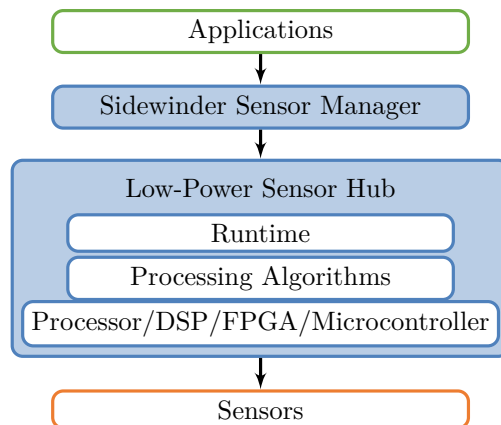 Applications
Sidewinder Sensor Manager
Low-Power Sensor Hub
Runtime
Processing Algorithms
Processor/DSP/FPGA/Microcontroller
Sensors